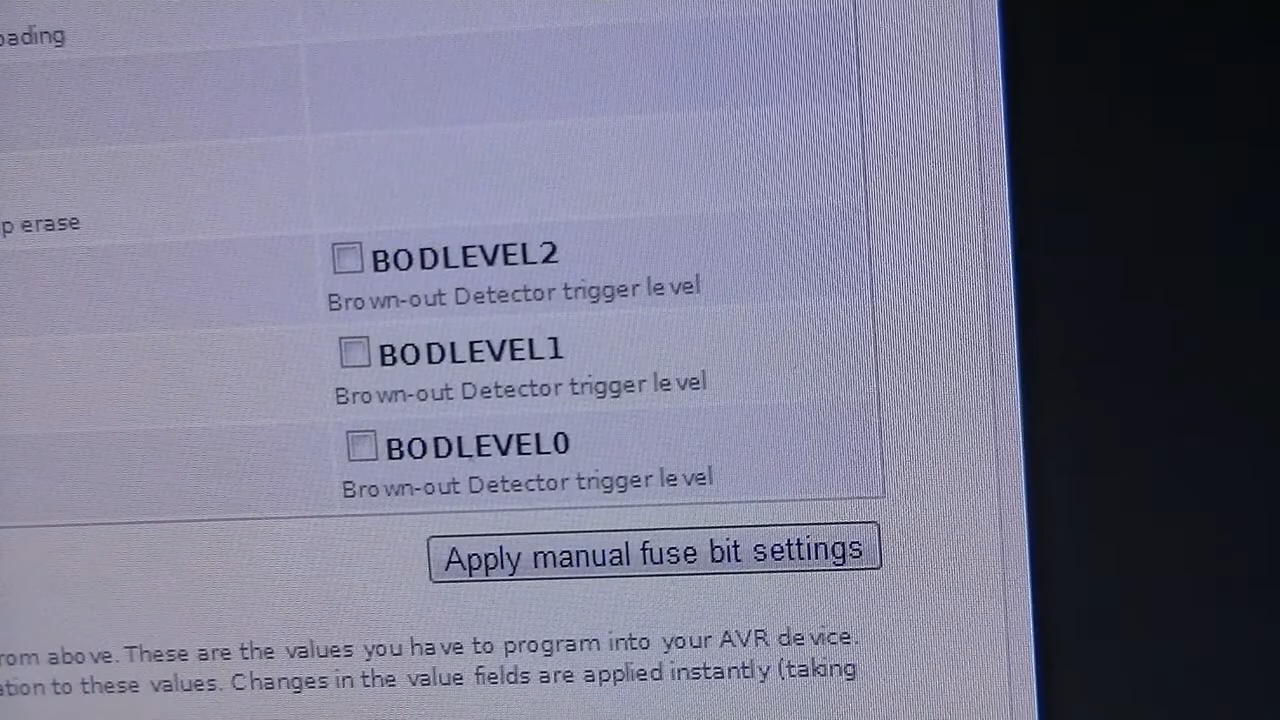 oading
p erase
BODLEVEL2
Brown-out Detector trigger level
BODLEVEL1
Brown-out Detector trigger level
BODLEVEL0
Brown-out Detector trigger level
Apply manual fuse bit settings
rom above. These are the values you have to program into your AVR device.
ation to these values. Changes in the value fields are applied instantly (taking